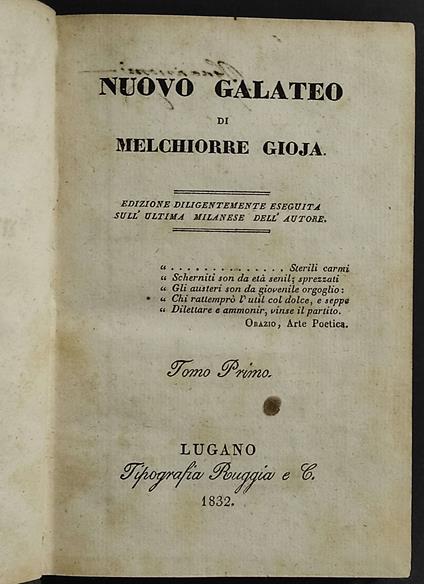 NUOVO GALATEO
DI
MELCHIORRE GIOJA.
EDIZIONE DILIGENTEMENTE ESEGUITA
SULL' ULTIMA MILANESE DELL' AUTORE.
“ . . . . . . . . . . . . . . Sterili carmi
“ Scherniti son da età senil; sprezzati
“ Gli austeri son da giovenile orgoglio:
“ Chi rattemprò l'util col dolce, e seppe
“ Dilettare e ammonir, vinse il partito.
ORAZIO, Arte Poetica.
Tomo Primo.
LUGANO
Tipografia Ruggia e C.
1832.